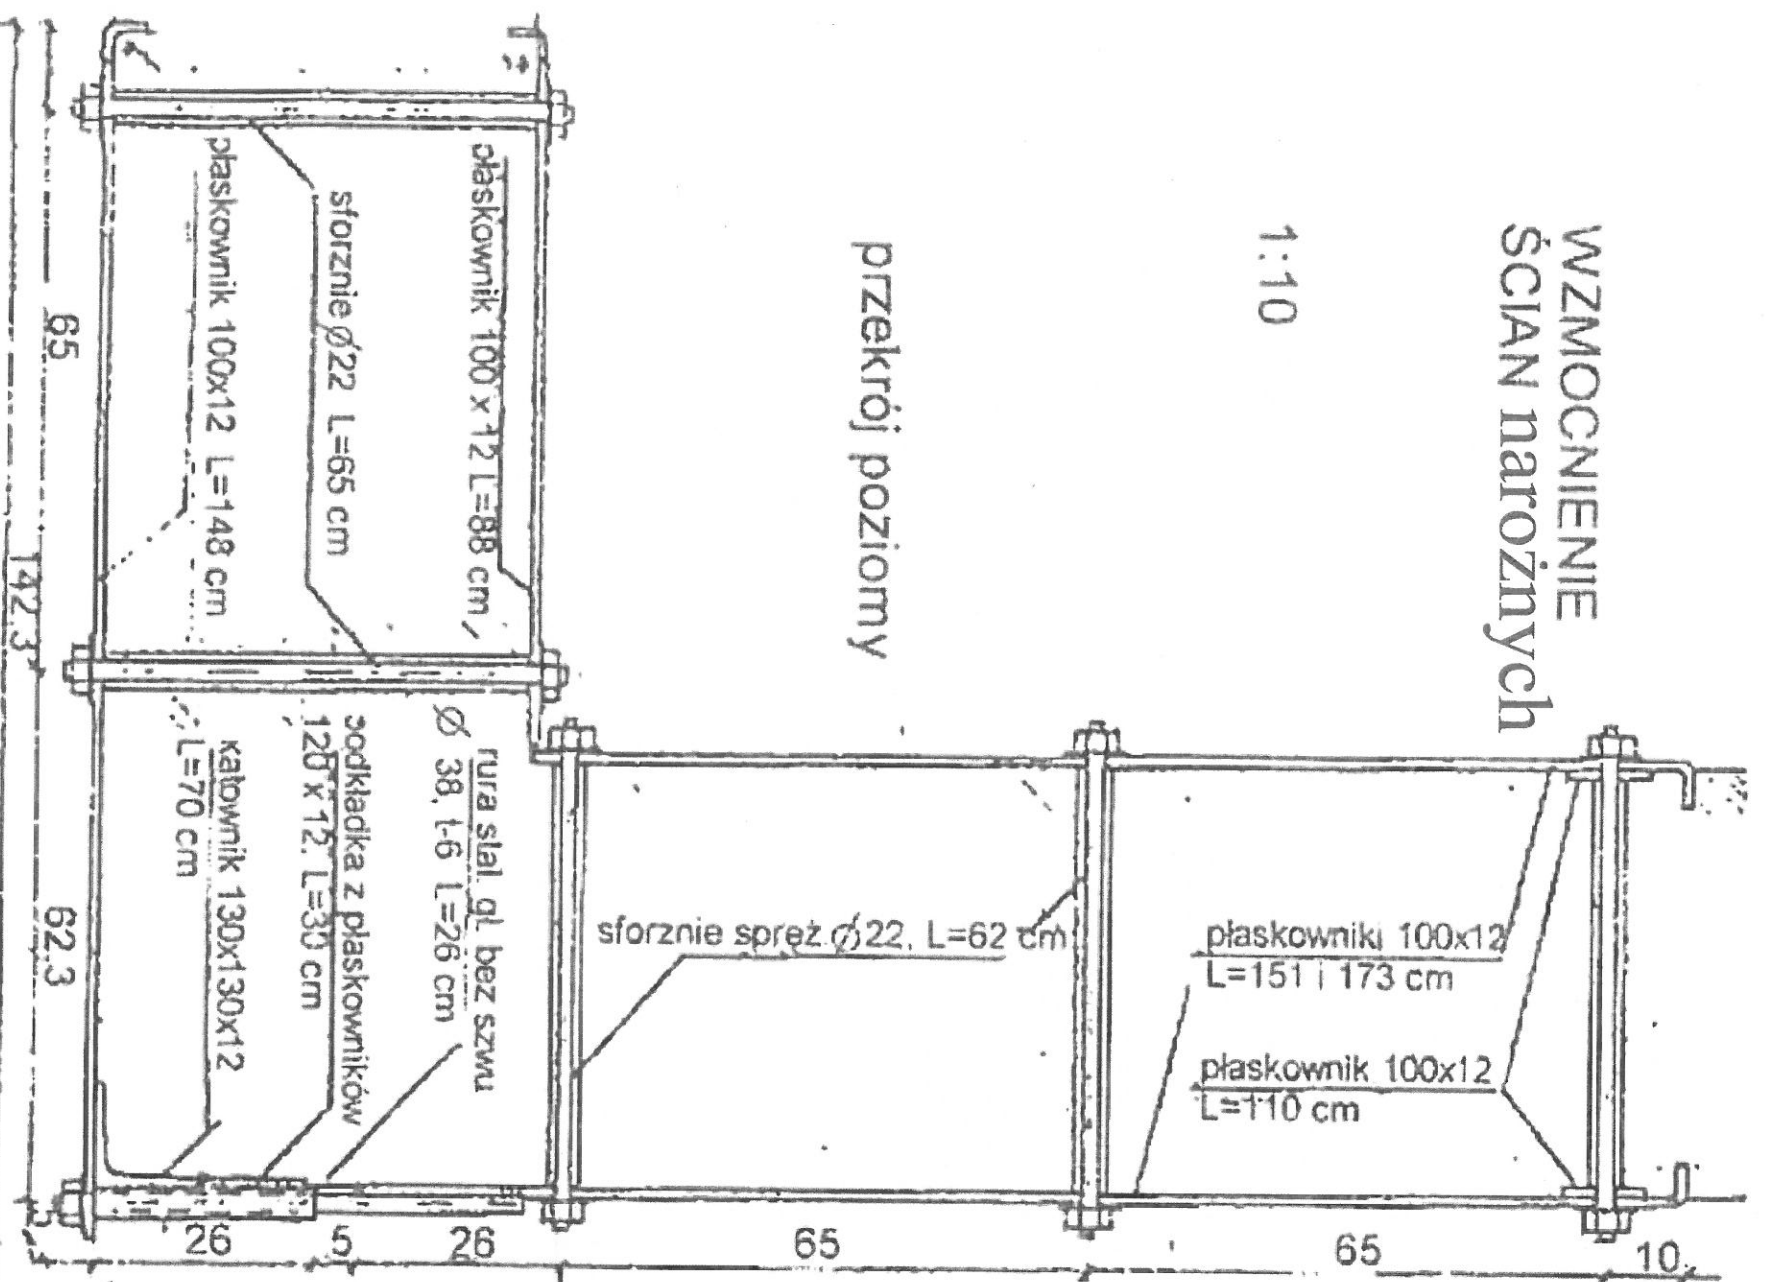 WZMOCNIENIE
ŚCIAN narożnych
1:10
przekrój poziomy
płaskownik 100 x 12 L=88 cm
sforznie Ø22 L=65 cm
płaskownik 100x12 L=148 cm
rura stal. gł. bez szwu
Ø 38, t-6 L=26 cm
podkładka z płaskowników
120 x 12. L=30 cm
kątownik 130x130x12
L=70 cm
sforznie spręż. Ø22, L=62 cm
płaskowniki 100x12
L=151 i 173 cm
płaskownik 100x12
L=110 cm
65
142.3
62.3
5
26
5
26
65
65
10